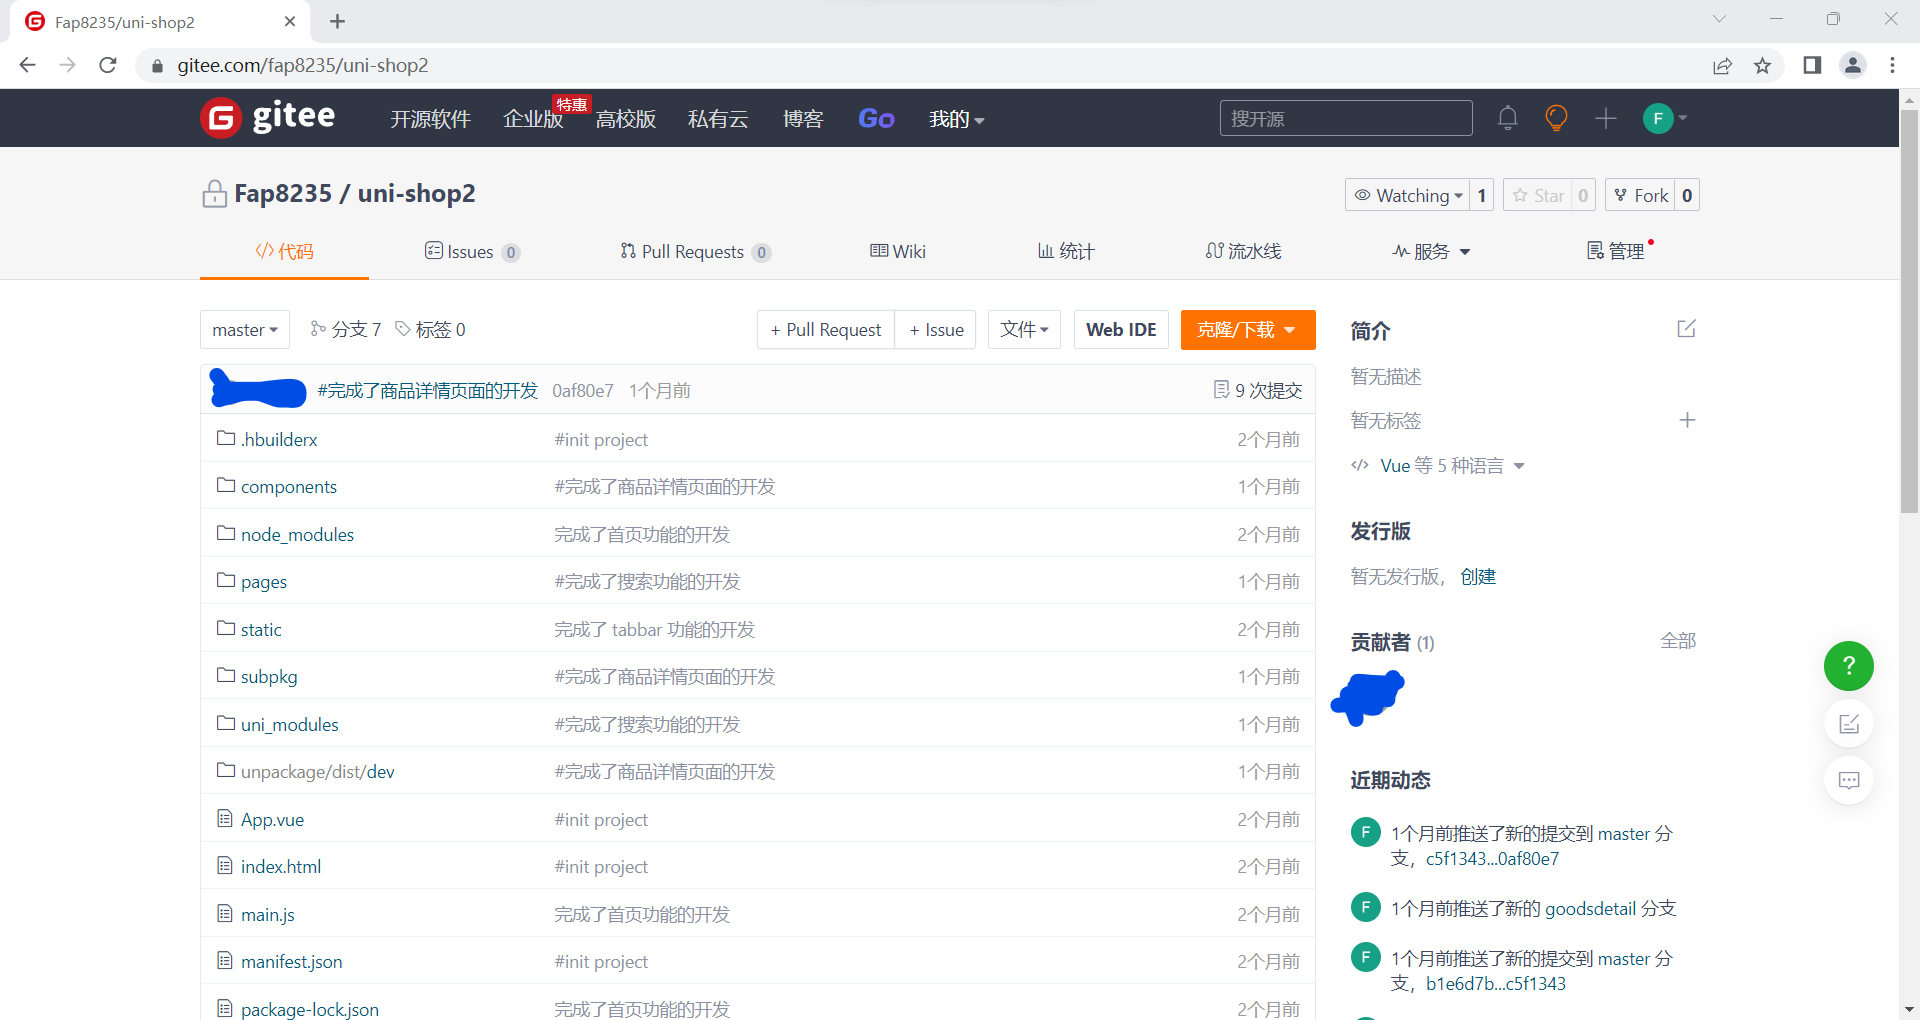 Fap8235/uni-shop2
gitee.com/fap8235/uni-shop2
gitee 开源软件 企业版 特惠 高校版 私有云 博客 Go 我的 搜开源 F
Fap8235 / uni-shop2
Watching 1 Star 0 Fork 0
代码 Issues 0 Pull Requests 0 Wiki 统计 流水线 服务 管理
master 分支 7 标签 0 + Pull Request + Issue 文件 Web IDE 克隆/下载
#完成了商品详情页面的开发 0af80e7 1个月前 9 次提交
.hbuilderx #init project 2个月前
components #完成了商品详情页面的开发 1个月前
node_modules 完成了首页功能的开发 2个月前
pages #完成了搜索功能的开发 1个月前
static 完成了 tabbar 功能的开发 2个月前
subpkg #完成了商品详情页面的开发 1个月前
uni_modules #完成了搜索功能的开发 1个月前
unpackage/dist/dev #完成了商品详情页面的开发 1个月前
App.vue #init project 2个月前
index.html #init project 2个月前
main.js 完成了首页功能的开发 2个月前
manifest.json #init project 2个月前
package-lock.json 完成了首页功能的开发 2个月前
简介
暂无描述
暂无标签
Vue 等 5 种语言
发行版
暂无发行版， 创建
贡献者 (1) 全部
近期动态
F 1个月前推送了新的提交到 master 分
支，c5f1343...0af80e7
F 1个月前推送了新的 goodsdetail 分支
F 1个月前推送了新的提交到 master 分
支，b1e6d7b...c5f1343
?